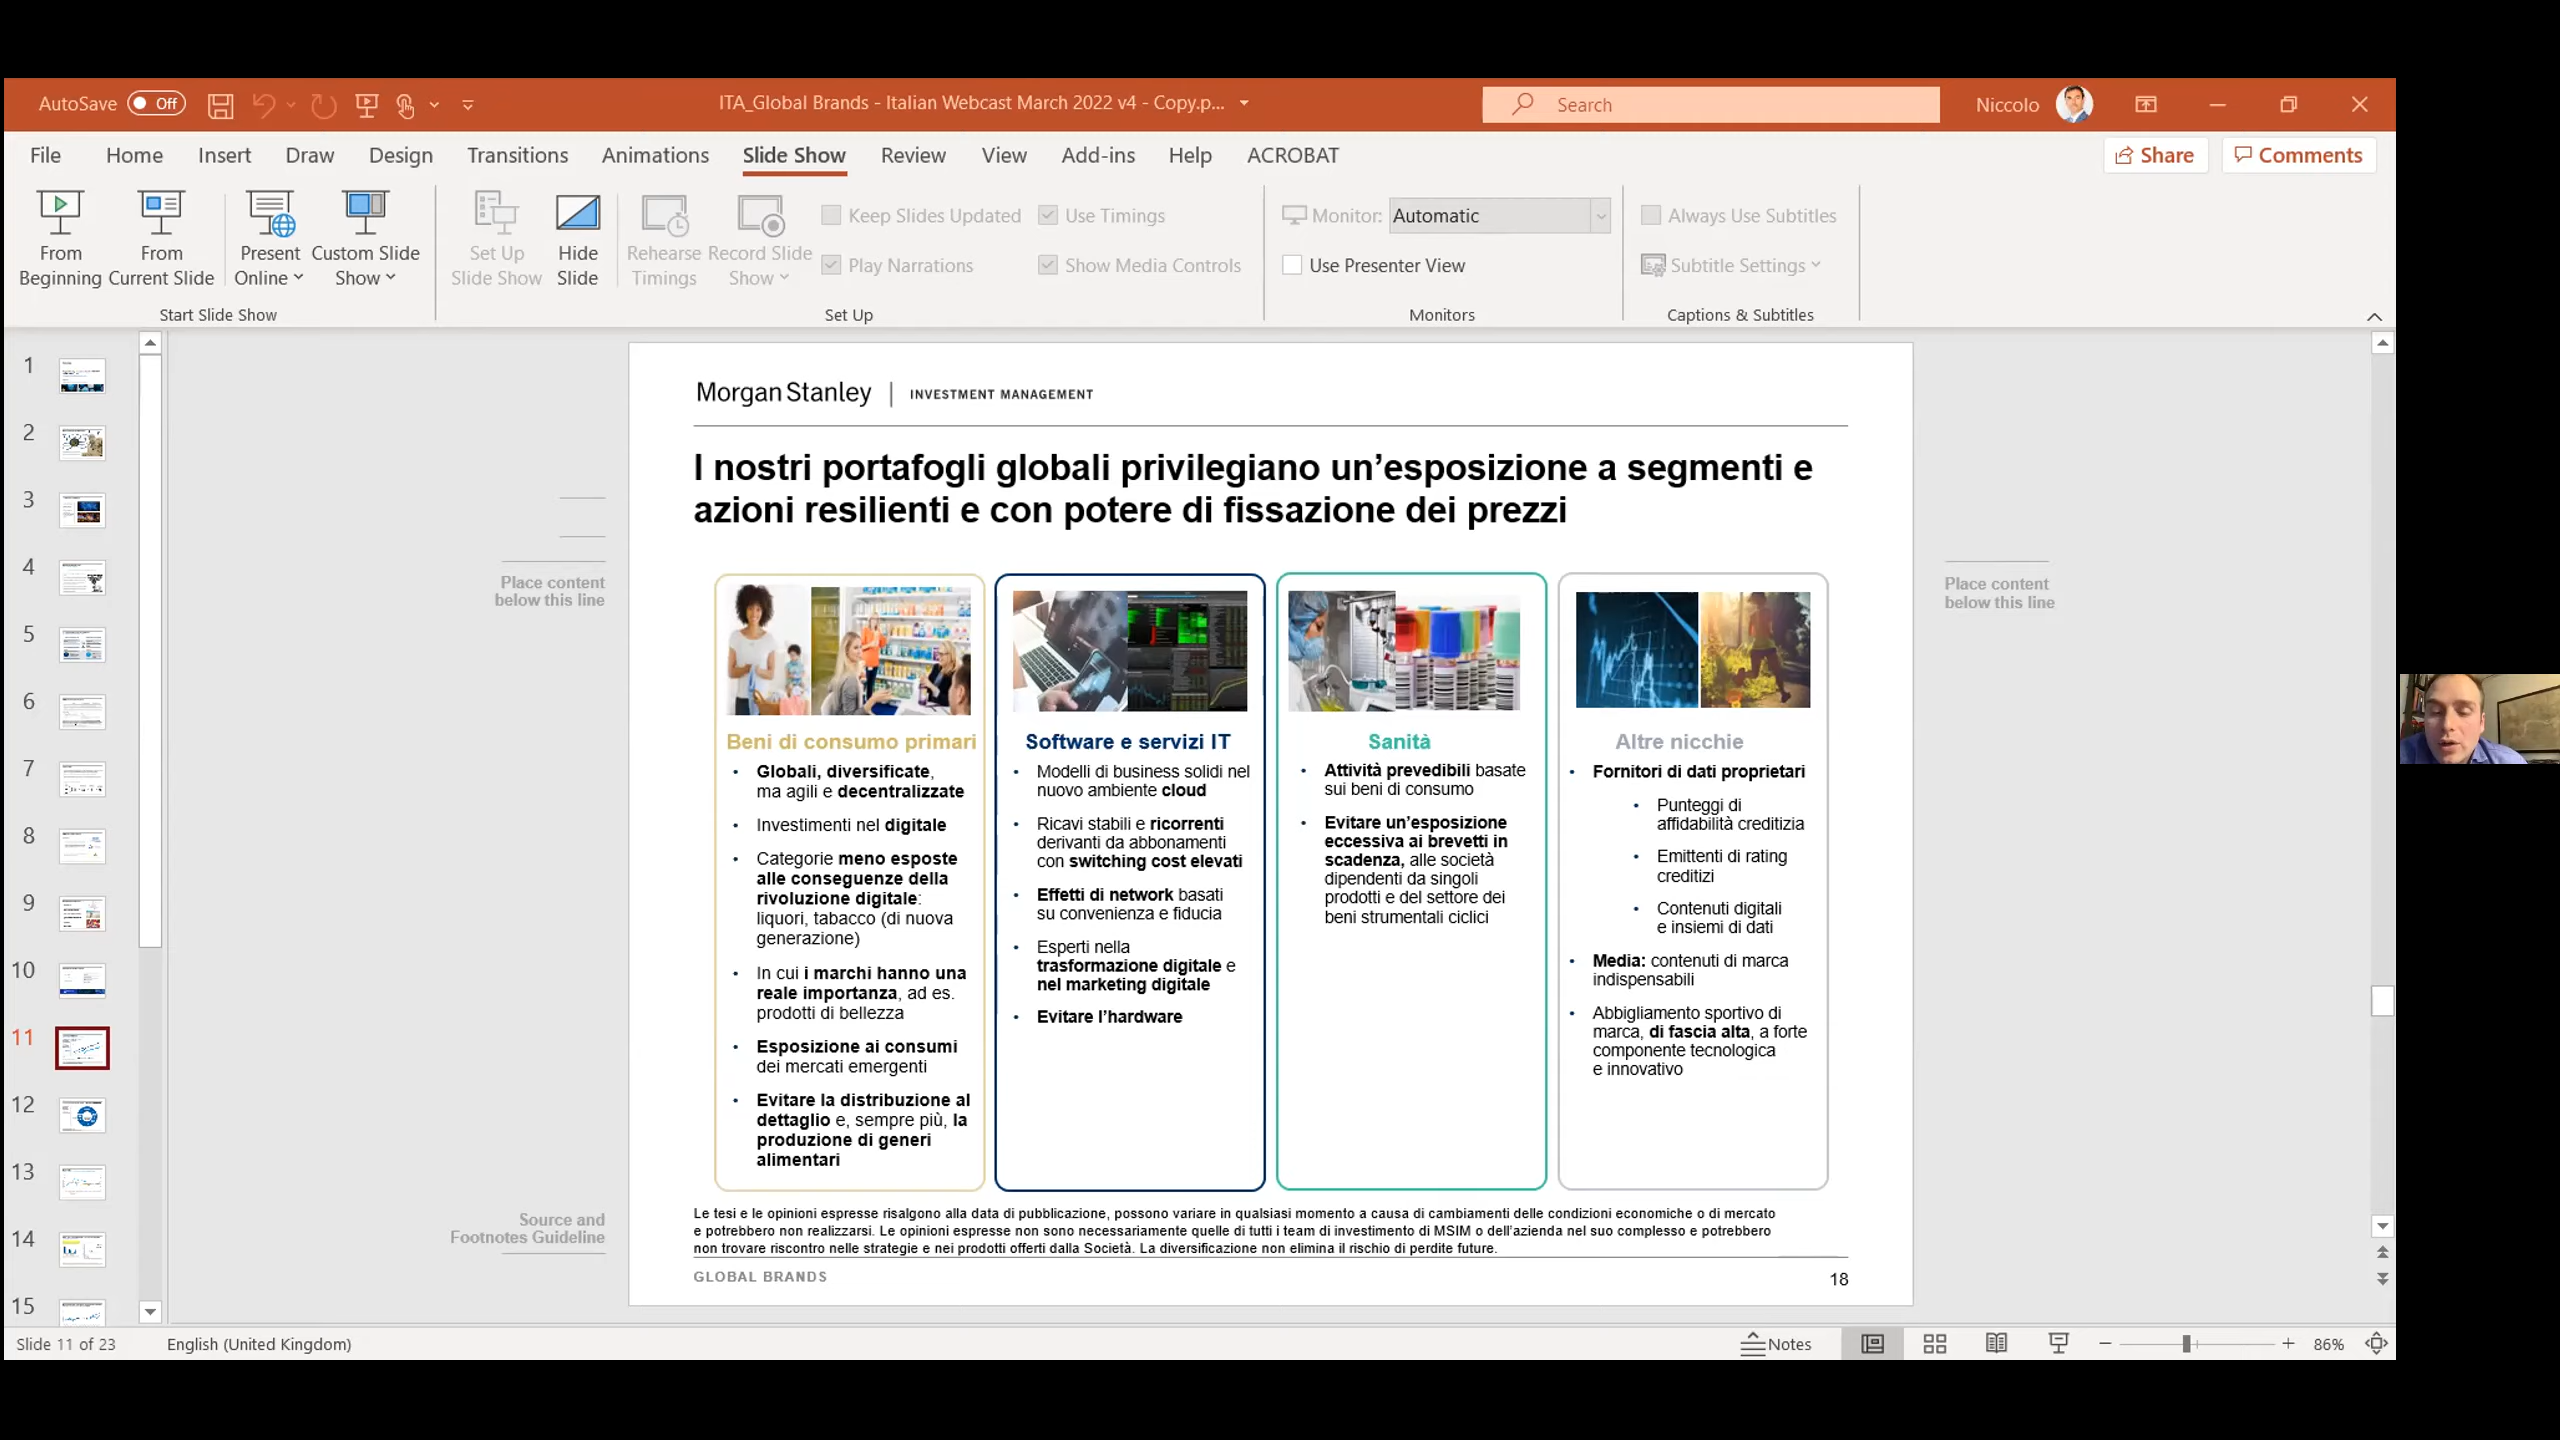 AutoSave Off
ITA_Global Brands - Italian Webcast March 2022 v4 - Copy.p...
Search
Niccolo
File Home Insert Draw Design Transitions Animations Slide Show Review View Add-ins Help ACROBAT
Share
Comments
From Beginning
From Current Slide
Present Online
Custom Slide Show
Set Up Slide Show
Hide Slide
Rehearse Timings
Record Slide Show
Keep Slides Updated
Play Narrations
Use Timings
Show Media Controls
Monitor: Automatic
Use Presenter View
Always Use Subtitles
Subtitle Settings
Start Slide Show
Set Up
Monitors
Captions & Subtitles
1
2
3
4
5
6
7
8
9
10
11
12
13
14
15
Place content
below this line
Source and
Footnotes Guideline
Morgan Stanley | INVESTMENT MANAGEMENT
I nostri portafogli globali privilegiano un’esposizione a segmenti e
azioni resilienti e con potere di fissazione dei prezzi
Beni di consumo primari
• Globali, diversificate,
ma agili e decentralizzate
• Investimenti nel digitale
• Categorie meno esposte
alle conseguenze della
rivoluzione digitale:
liquori, tabacco (di nuova
generazione)
• In cui i marchi hanno una
reale importanza, ad es.
prodotti di bellezza
• Esposizione ai consumi
dei mercati emergenti
• Evitare la distribuzione al
dettaglio e, sempre più, la
produzione di generi
alimentari
Software e servizi IT
• Modelli di business solidi nel
nuovo ambiente cloud
• Ricavi stabili e ricorrenti
derivanti da abbonamenti
con switching cost elevati
• Effetti di network basati
su convenienza e fiducia
• Esperti nella
trasformazione digitale e
nel marketing digitale
• Evitare l’hardware
Sanità
• Attività prevedibili basate
sui beni di consumo
• Evitare un’esposizione
eccessiva ai brevetti in
scadenza, alle società
dipendenti da singoli
prodotti e del settore dei
beni strumentali ciclici
Altre nicchie
• Fornitori di dati proprietari
• Punteggi di
affidabilità creditizia
• Emittenti di rating
creditizi
• Contenuti digitali
e insiemi di dati
• Media: contenuti di marca
indispensabili
• Abbigliamento sportivo di
marca, di fascia alta, a forte
componente tecnologica
e innovativo
Le tesi e le opinioni espresse risalgono alla data di pubblicazione, possono variare in qualsiasi momento a causa di cambiamenti delle condizioni economiche o di mercato
e potrebbero non realizzarsi. Le opinioni espresse non sono necessariamente quelle di tutti i team di investimento di MSIM o dell’azienda nel suo complesso e potrebbero
non trovare riscontro nelle strategie e nei prodotti offerti dalla Società. La diversificazione non elimina il rischio di perdite future.
GLOBAL BRANDS
18
Place content
below this line
Slide 11 of 23
English (United Kingdom)
Notes
86%